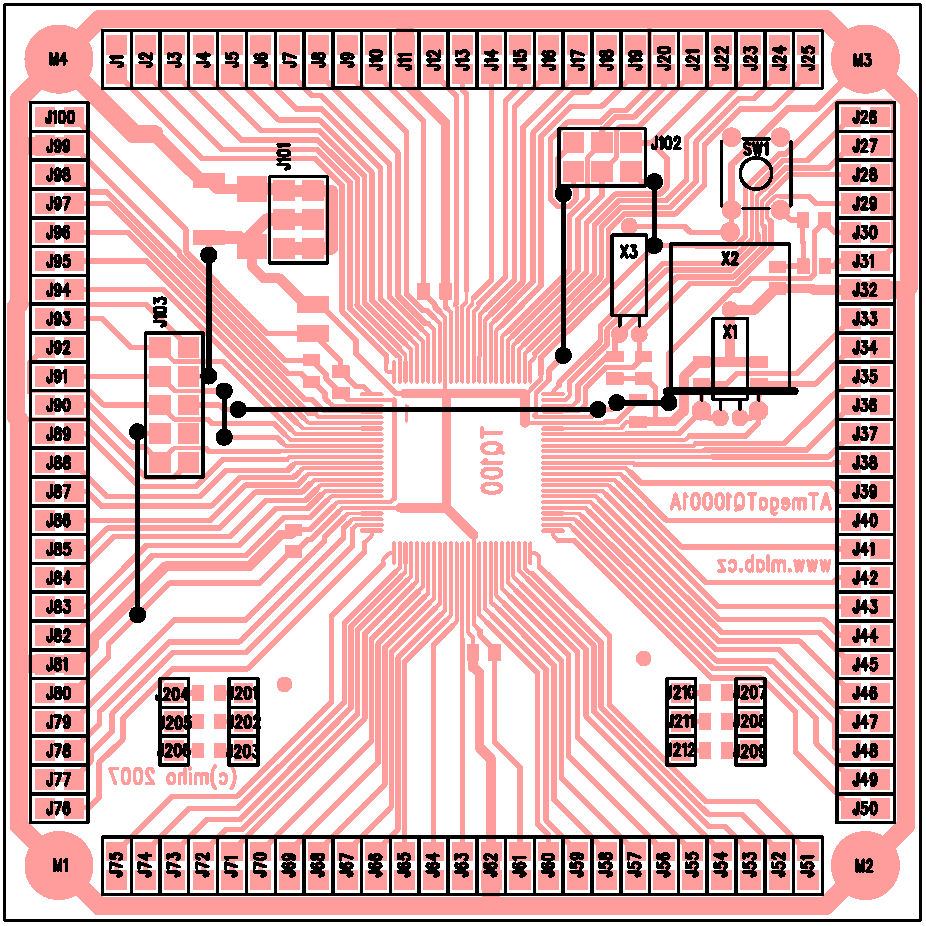 M4 J1 J2 J3 J4 J5 J6 J7 J8 J9 J10 J11 J12 J13 J14 J15 J16 J17 J18 J19 J20 J21 J22 J23 J24 J25 M3
J100 J26
J99 J101 J102 SW1 J27
J98 J28
J97 J29
J96 X3 X2 J30
J95 J31
J94 J32
J93 J103 X1 J33
J92 J34
J91 J35
J90 J36
J89 TQ100 J37
J88 J38
J87 ATmegaTQ10001A J39
J86 J40
J85 J41
J84 www.mlab.cz J42
J83 J43
J82 J44
J81 J45
J80 J204 J201 J210 J207 J46
J79 J205 J202 J211 J208 J47
J78 J206 J203 J212 J209 J48
J77 (c)miho 2007 J49
J76 J50
M1 J75 J74 J73 J72 J71 J70 J69 J68 J67 J66 J65 J64 J63 J62 J61 J60 J59 J58 J57 J56 J55 J54 J53 J52 J51 M2